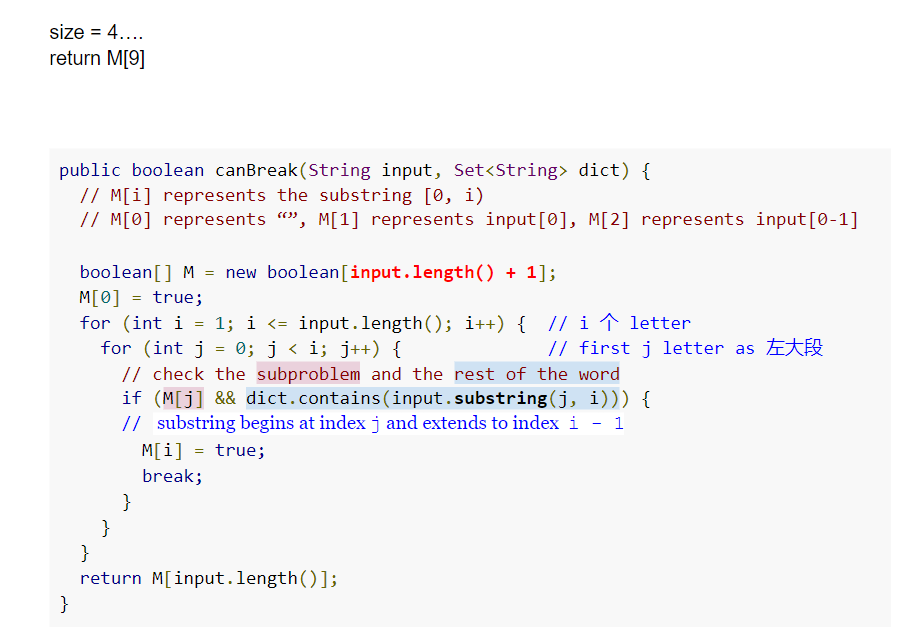 size = 4….
return M[9]
public boolean canBreak(String input, Set<String> dict) {
// M[i] represents the substring [0, i)
// M[0] represents “”, M[1] represents input[0], M[2] represents input[0-1]
boolean[] M = new boolean[input.length() + 1];
M[0] = true;
for (int i = 1; i <= input.length(); i++) { // i 个 letter
for (int j = 0; j < i; j++) { // first j letter as 左大段
// check the subproblem and the rest of the word
if (M[j] && dict.contains(input.substring(j, i))) {
// substring begins at index j and extends to index i - 1
M[i] = true;
break;
}
}
}
return M[input.length()];
}